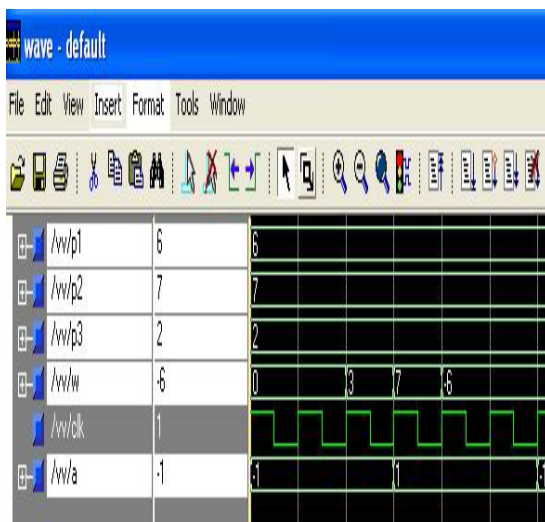 wave - default
File Edit View Insert Format Tools Window
/vv/p1 6 6
/vv/p2 7 7
/vv/p3 2 2
/vv/w -6 0 3 7 -6
/vv/clk 1
/vv/a -1 -1 1 -1